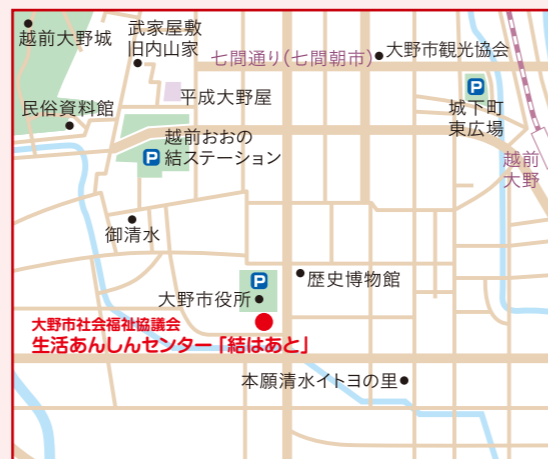 越前大野城
武家屋敷
旧内山家
七間通り(七間朝市)
大野市観光協会
平成大野屋
民俗資料館
P
城下町
東広場
越前おおの
結ステーション
P
越前
大野
御清水
P
歴史博物館
大野市役所
大野市社会福祉協議会
生活あんしんセンター「結はあと」
本願清水イトヨの里